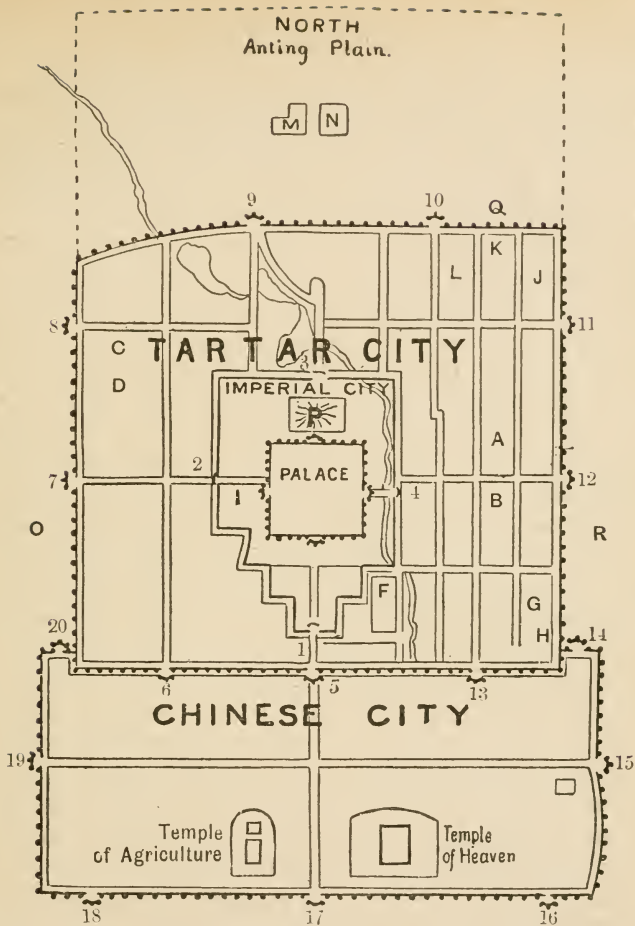 NORTH
Anting Plain.
M N
9 10 Q
K
L J
8 11
C TARTAR CITY
3
D IMPERIAL CITY
P
A
2 PALACE
7 12
I 4 B
O R
F
G
20 1 H 14
6 5 13
CHINESE CITY
19 15
Temple Temple
of Agriculture of Heaven
18 17 16